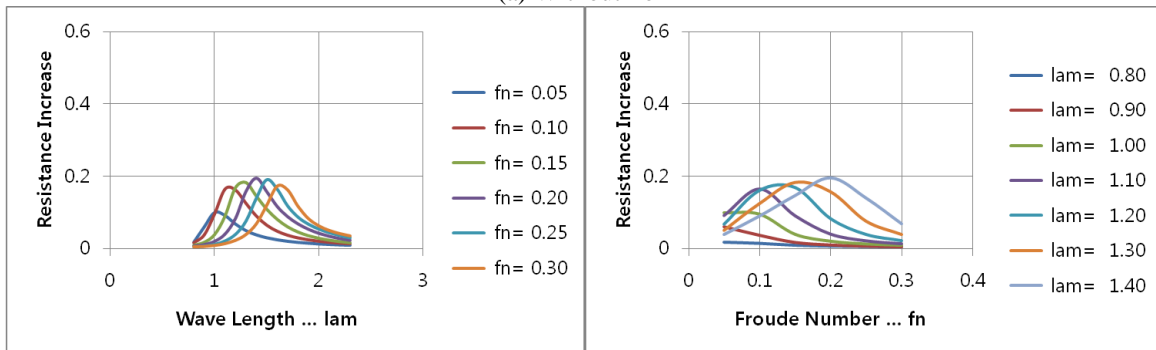 0.6
0.4
0.2
0
0
1
2
3
Resistance Increase
Wave Length ... lam
fn= 0.05
fn= 0.10
fn= 0.15
fn= 0.20
fn= 0.25
fn= 0.30
0.6
0.4
0.2
0
0
0.1
0.2
0.3
0.4
Resistance Increase
Froude Number ... fn
lam= 0.80
lam= 0.90
lam= 1.00
lam= 1.10
lam= 1.20
lam= 1.30
lam= 1.40